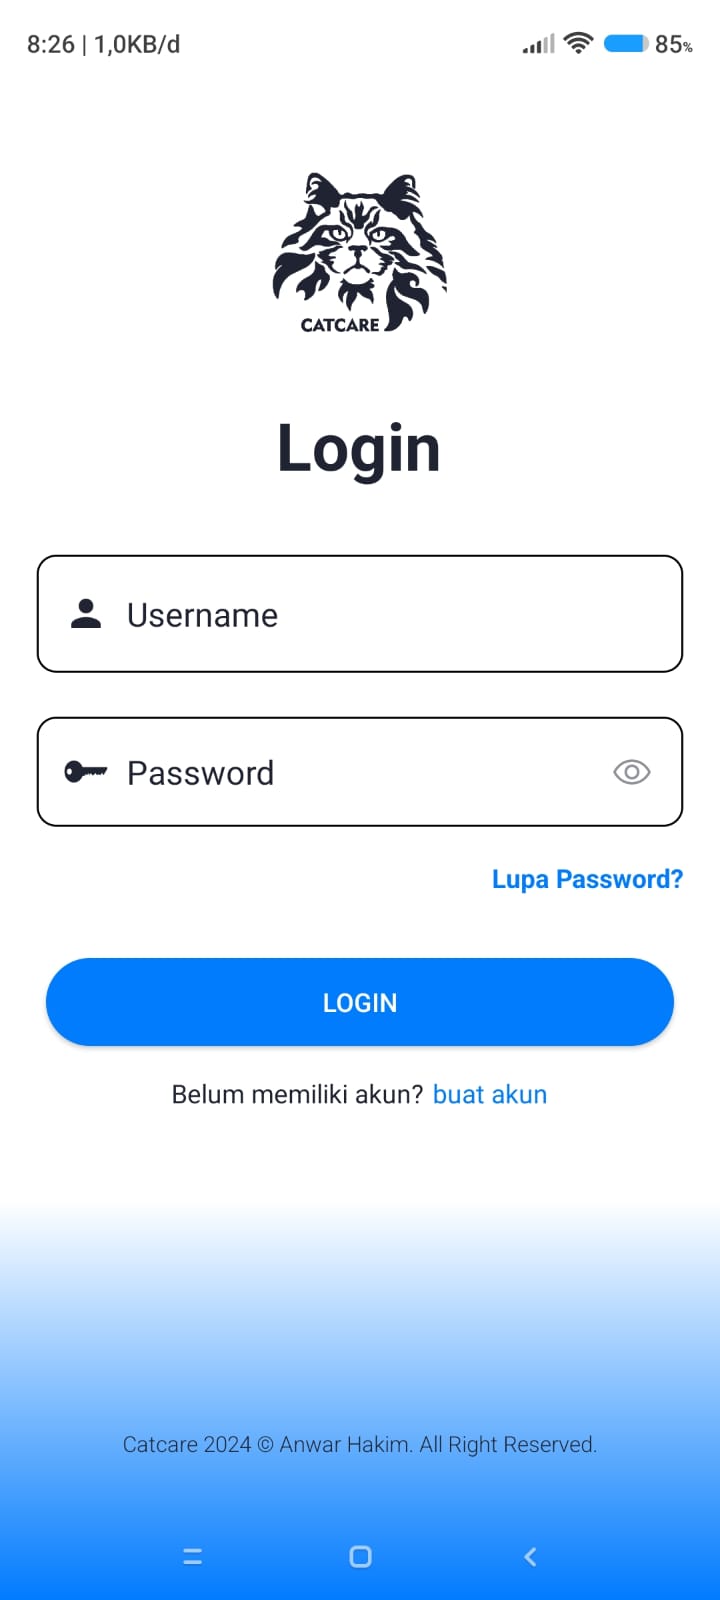 8:26 | 1,0KB/d 85%
CATCARE
Login
Username
Password
Lupa Password?
LOGIN
Belum memiliki akun? buat akun
Catcare 2024 © Anwar Hakim. All Right Reserved.